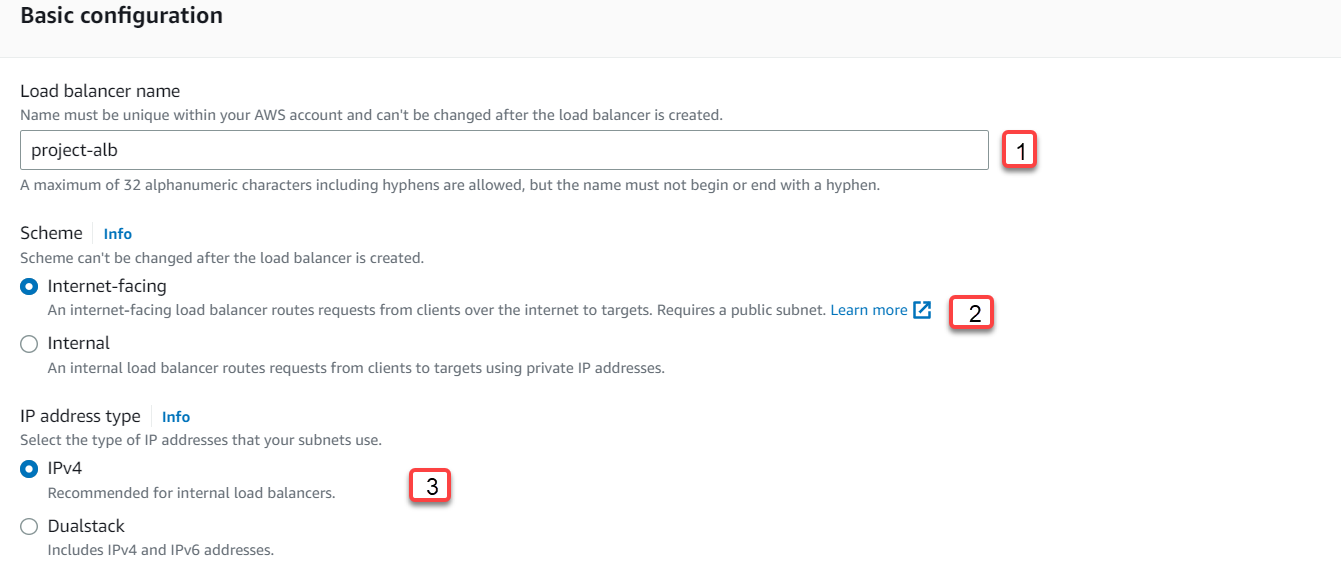 Basic configuration
Load balancer name
Name must be unique within your AWS account and can't be changed after the load balancer is created.
project-alb
1
A maximum of 32 alphanumeric characters including hyphens are allowed, but the name must not begin or end with a hyphen.
Scheme Info
Scheme can't be changed after the load balancer is created.
Internet-facing
An internet-facing load balancer routes requests from clients over the internet to targets. Requires a public subnet. Learn more
2
Internal
An internal load balancer routes requests from clients to targets using private IP addresses.
IP address type Info
Select the type of IP addresses that your subnets use.
IPv4
Recommended for internal load balancers.
3
Dualstack
Includes IPv4 and IPv6 addresses.